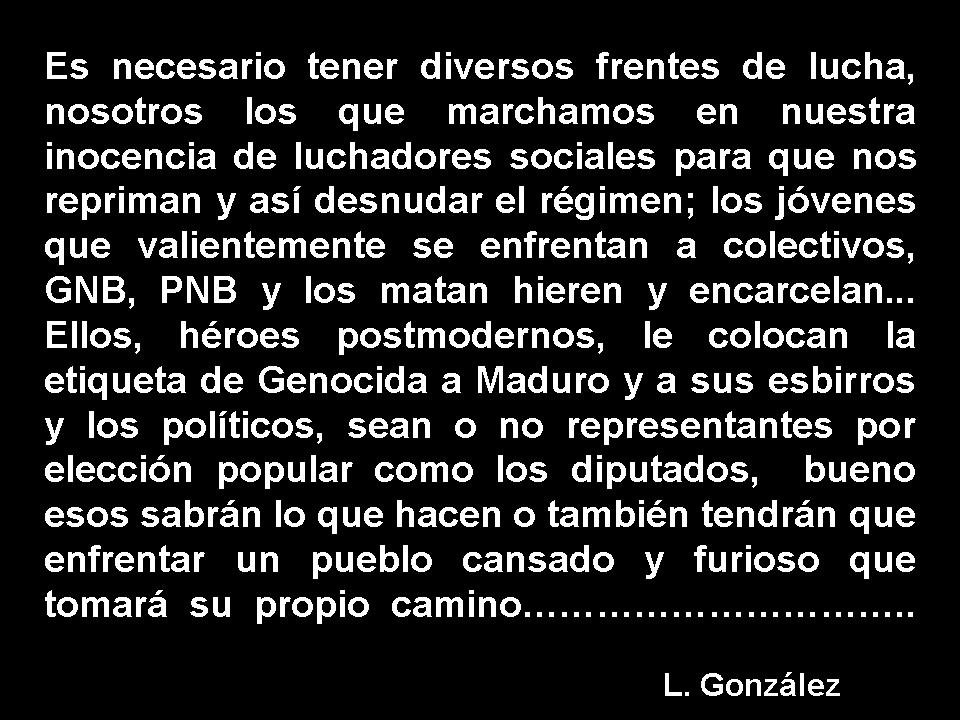 Es necesario tener diversos frentes de lucha,
nosotros los que marchamos en nuestra
inocencia de luchadores sociales para que nos
repriman y así desnudar el régimen; los jóvenes
que valientemente se enfrentan a colectivos,
GNB, PNB y los matan hieren y encarcelan...
Ellos, héroes postmodernos, le colocan la
etiqueta de Genocida a Maduro y a sus esbirros
y los políticos, sean o no representantes por
elección popular como los diputados, bueno
esos sabrán lo que hacen o también tendrán que
enfrentar un pueblo cansado y furioso que
tomará su propio camino…………………………..
L. González